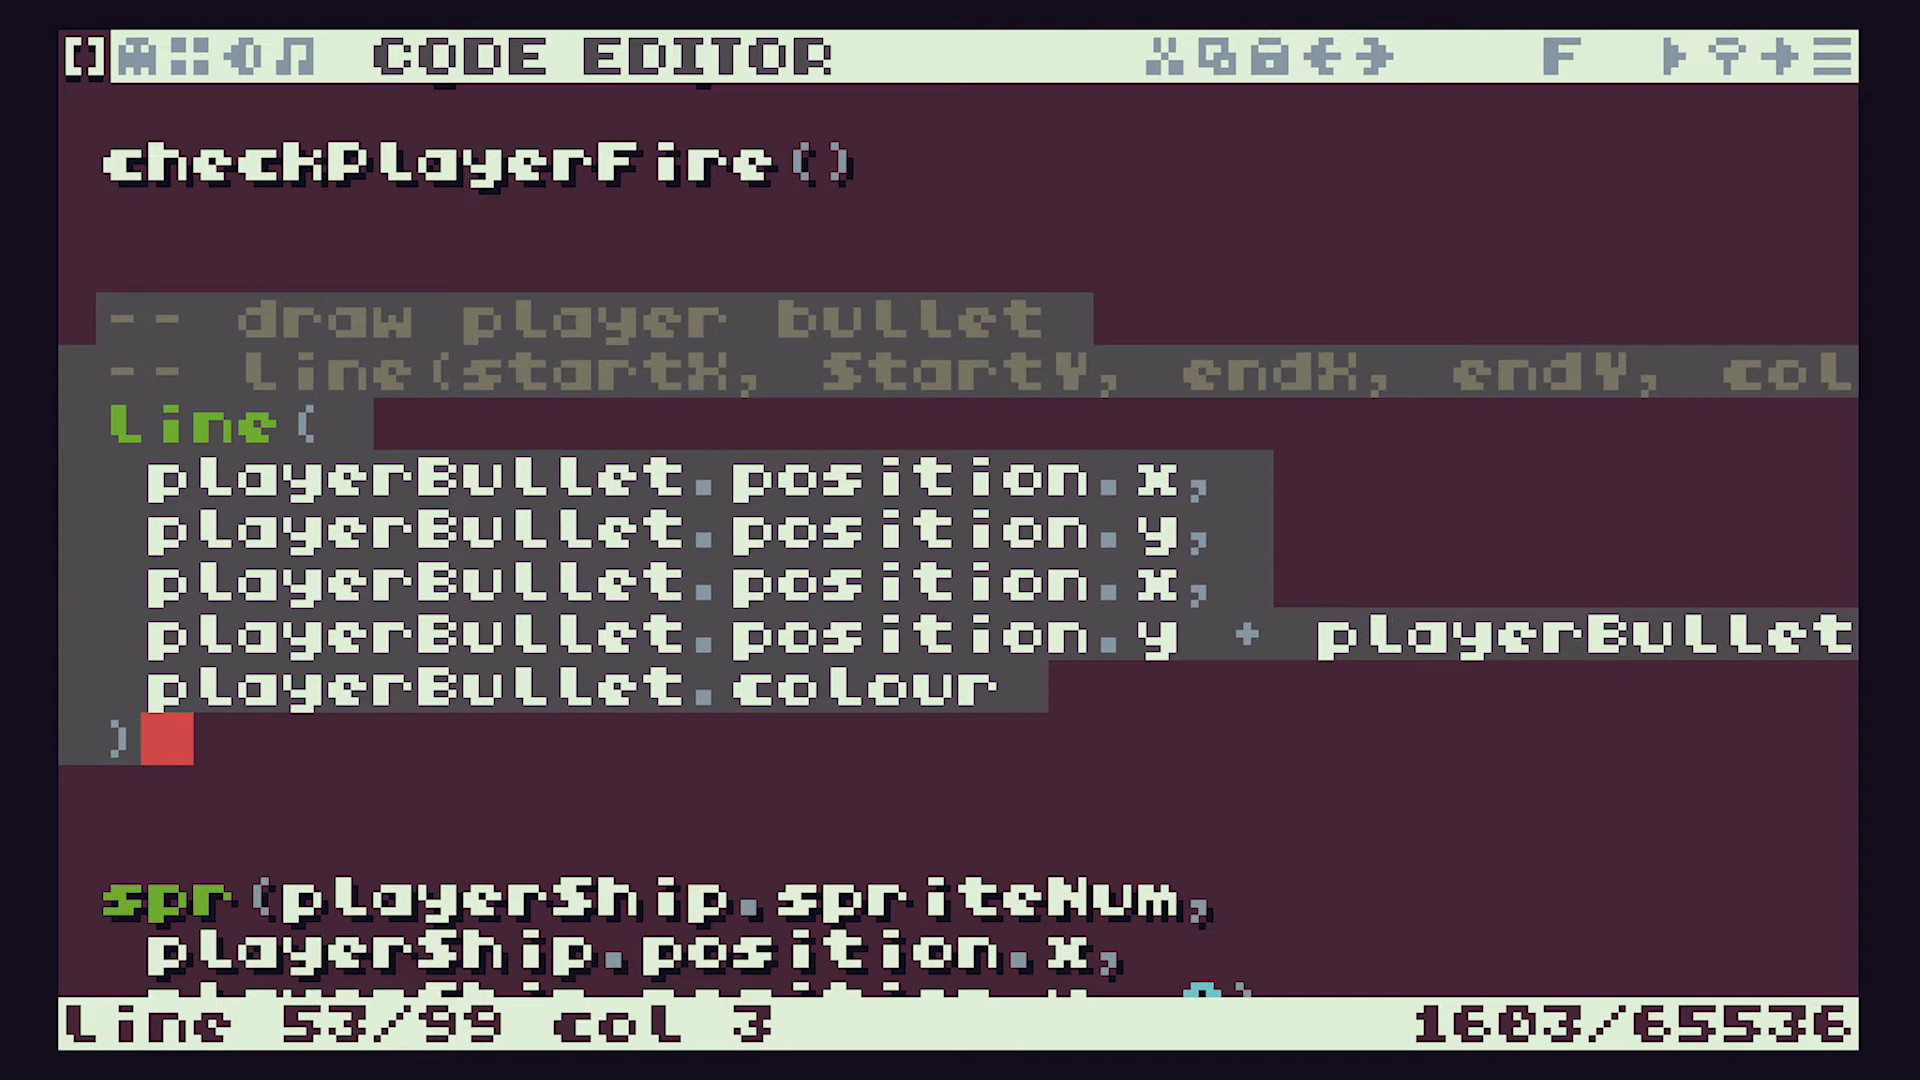 CODE EDITOR F
checkPlayerFire()
-- draw player bullet
-- line(startX, StartY, endX, endY, col
line(
playerBullet.position.x,
playerBullet.position.y,
playerBullet.position.x,
playerBullet.position.y + playerBullet
playerBullet.colour
)
spr(playerShip.spriteNum,
playerShip.position.x,
line 53/99 col 3 1603/65536